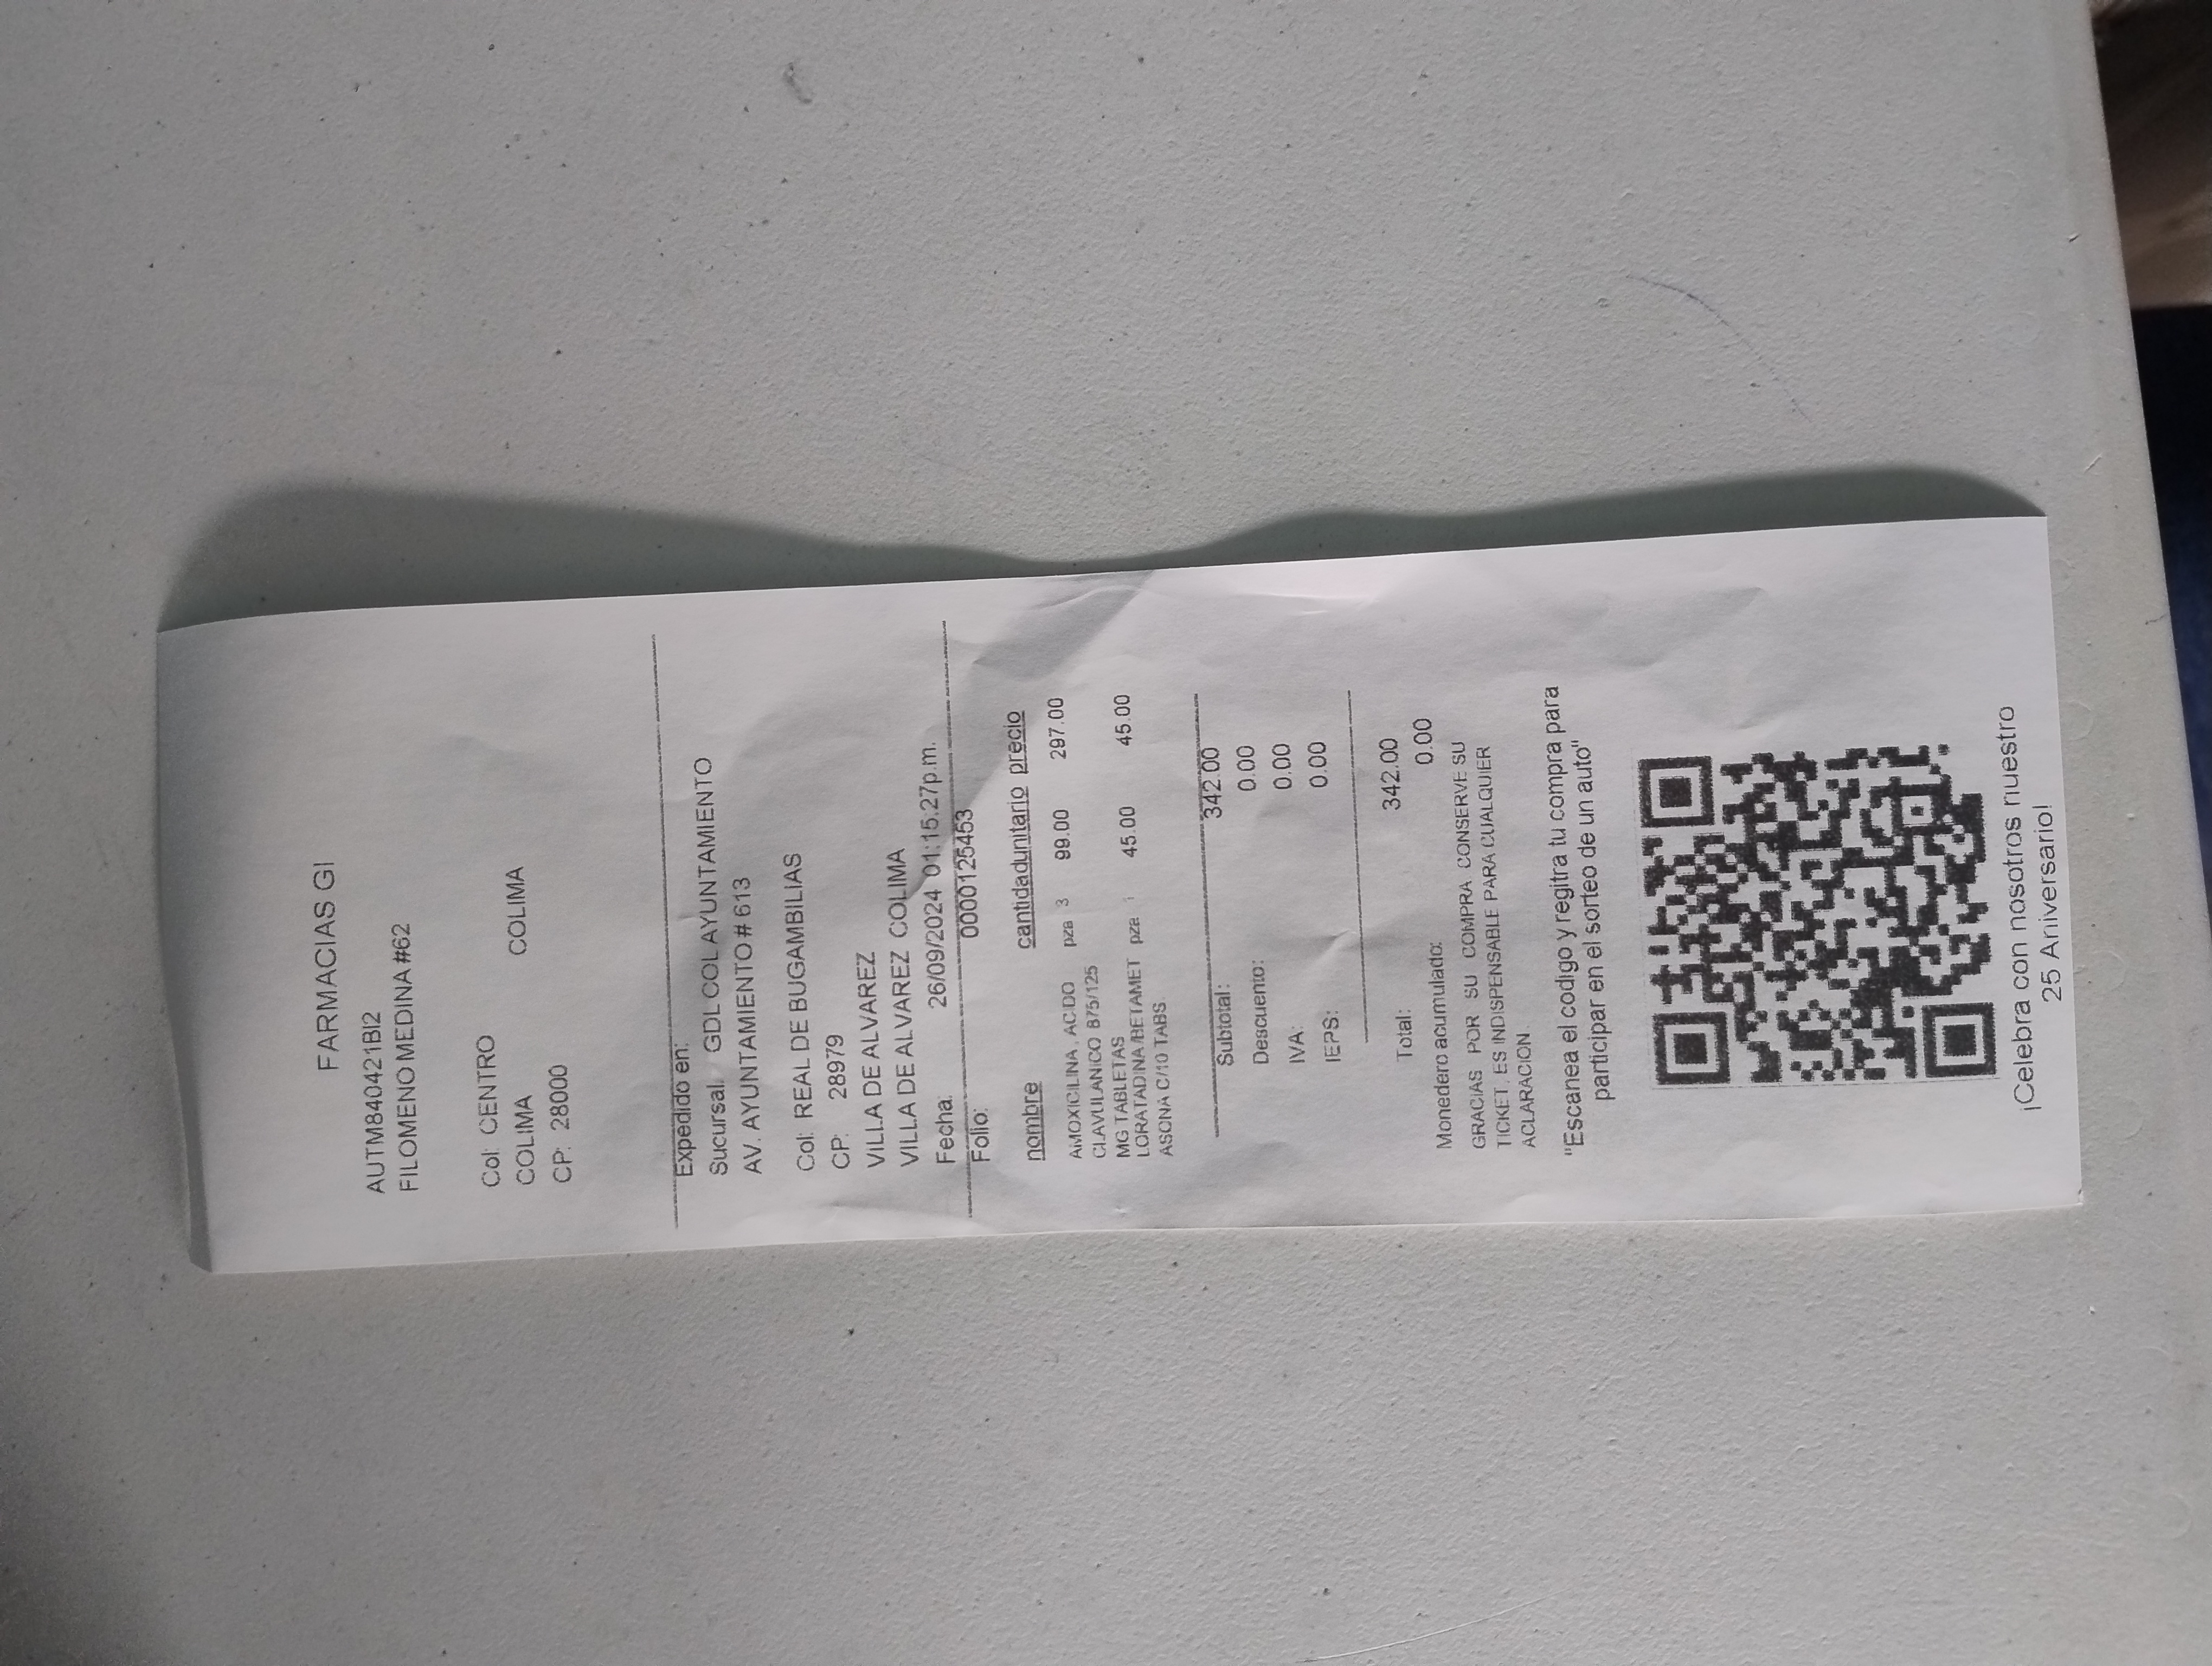 FARMACIAS GI
AUTM840421BI2
FILOMENO MEDINA #62
Col: CENTRO
COLIMA COLIMA
CP: 28000
Expedido en:
Sucursal: GDL COL AYUNTAMIENTO
AV. AYUNTAMIENTO # 613
Col: REAL DE BUGAMBILIAS
CP: 28979
VILLA DE ALVAREZ
VILLA DE ALVAREZ COLIMA
Fecha: 26/09/2024 01:15:27p.m.
Folio: 0000125453
nombre cantidadunitario precio
AMOXICILINA , ACIDO pza 3 99.00 297.00
CLAVULANICO 875/125
MG TABLETAS
LORATADINA/BETAMET pza 1 45.00 45.00
ASONA C/10 TABS.
Subtotal: 342.00
Descuento: 0.00
IVA: 0.00
IEPS: 0.00
Total: 342.00
Monedero acumulado: 0.00
GRACIAS POR SU COMPRA CONSERVE SU
TICKET, ES INDISPENSABLE PARA CUALQUIER
ACLARACION
"Escanea el codigo y regitra tu compra para
participar en el sorteo de un auto"
¡Celebra con nosotros nuestro
25 Aniversario!